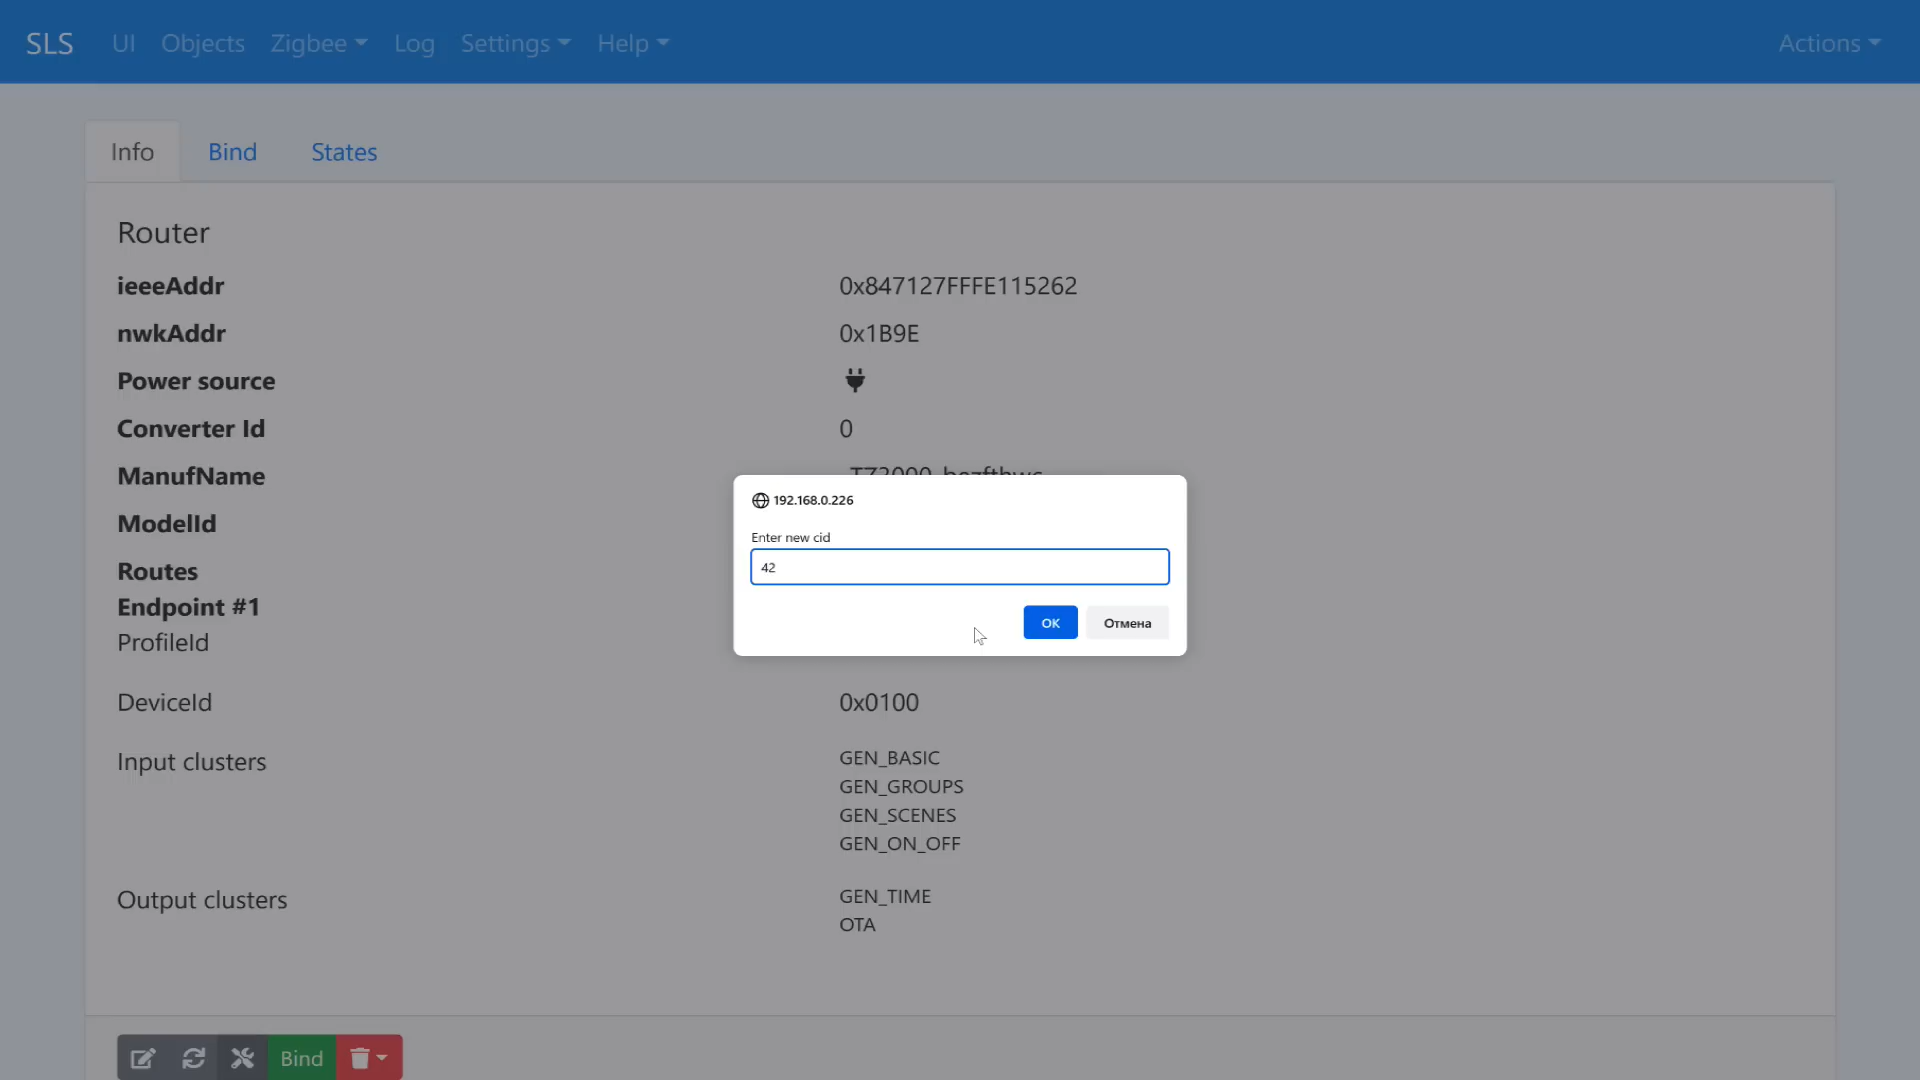 SLS UI Objects Zigbee Log Settings Help Actions
Info Bind States
Router
ieeeAddr 0x847127FFFE115262
nwkAddr 0x1B9E
Power source
Converter Id 0
ManufName
ModelId
Routes
Endpoint #1
ProfileId
DeviceId 0x0100
Input clusters GEN_BASIC
GEN_GROUPS
GEN_SCENES
GEN_ON_OFF
Output clusters GEN_TIME
OTA
Bind
192.168.0.226
Enter new cid
42
OK Отмена